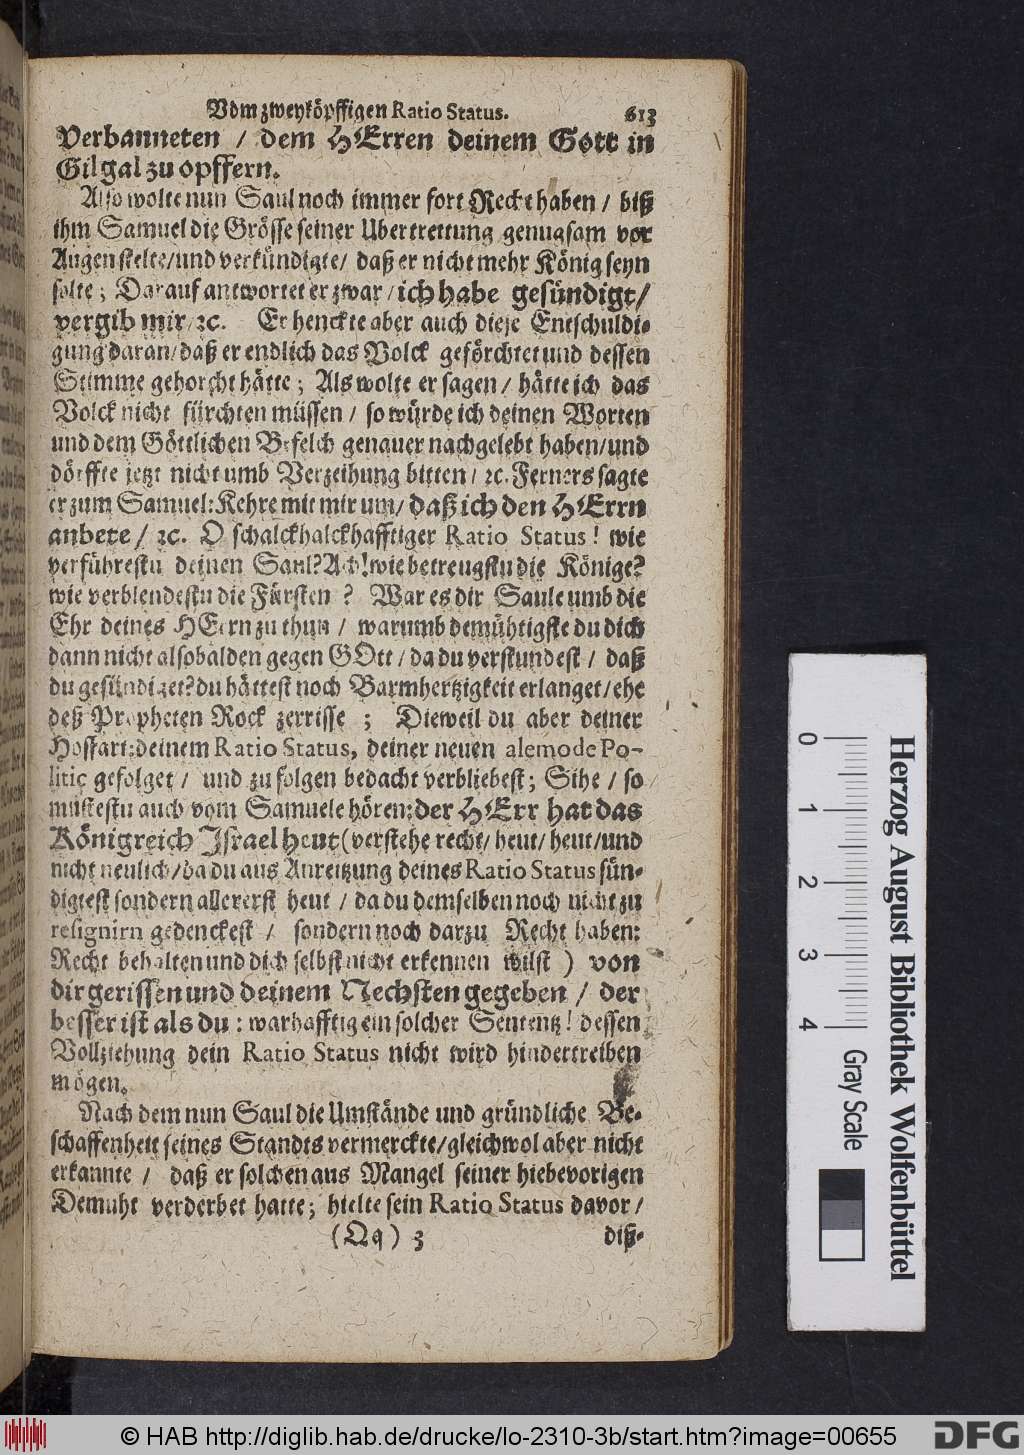 Vom zweyköpffigen Ratio Status. 613
Verbanneten / dem HErren deinem Gott in
Gilgal zu opffern.
Also wolte nun Saul noch immer fort Recht haben / biß
ihm Samuel die Grösse seiner Ubertrettung genugsam vor
Augen stelte / und verkündigte / daß er nicht mehr König seyn
solte; Darauf antwortet er zwar / ich habe gesündigt /
vergib mir / ꝛc. Er henckte aber auch diese Entschuldi-
gung daran / daß er endlich das Volck geförchtet und dessen
Stimme gehorcht hätte; Als wolte er sagen / hätte ich das
Volck nicht fürchten müssen / so würde ich deinen Worten
und dem Göttlichen Befelch genauer nachgelebt haben / und
dörffte jetzt nicht umb Verzeihung bitten / ꝛc. Ferners sagte
er zum Samuel: Kehre mit mir um / daß ich den HErrn
anbete / ꝛc. O schalckhalckhafftiger Ratio Status! wie
verführestu deinen Saul? Ach! wie betreugstu die Könige?
wie verblendestu die Fürsten? War es dir Saule umb die
Ehr deines HErrn zu thun / warumb demühtigste du dich
dann nicht alsobalden gegen GOtt / da du verstundest / daß
du gesündiget? du hättest noch Barmhertzigkeit erlanget / ehe
deß Propheten Rock zerrisse; Dieweil du aber deiner
Hoffart: deinem Ratio Status, deiner neuen alemode Po-
litic gefolget / und zu folgen bedacht verbliebest; Sihe / so
müstestu auch vom Samuele hören: der HErr hat das
Königreich Israel heut (verstehe recht / heut / heut / und
nicht neulich / da du aus Anreitzung deines Ratio Status sün-
digtest sondern allererst heut / da du demselben noch nicht zu
resignirn gedenckest / sondern noch darzu Recht haben:
Recht behalten und dich selbst nicht erkennen wilst) von
dir gerissen und deinem Nechsten gegeben / der
besser ist als du: warhafftig ein solcher Sententz! dessen
Vollziehung dein Ratio Status nicht wird hindertreiben
mögen.
Nach dem nun Saul die Umstände und gründliche Be-
schaffenheit seines Standts vermerckte / gleichwol aber nicht
erkannte / daß er solchen aus Mangel seiner hiebevorigen
Demuht verderbet hatte; hielte sein Ratio Status davor /
(Qq) 3 diß-
0 1 2 3 4 Gray Scale
Herzog August Bibliothek Wolfenbüttel
© HAB http://diglib.hab.de/drucke/lo-2310-3b/start.htm?image=00655 DFG